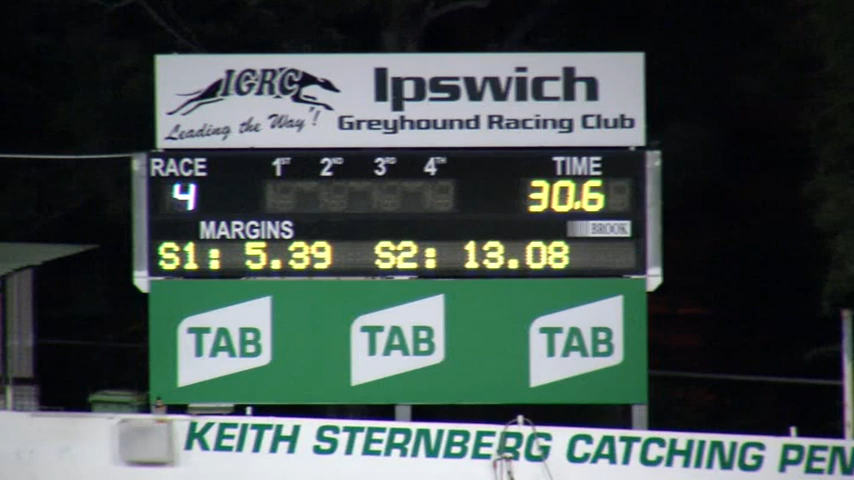 IGRC
Leading the Way!
Ipswich
Greyhound Racing Club
RACE 1ST 2ND 3RD 4TH TIME
4 30.6
MARGINS BROOK
S1: 5.39 S2: 13.08
TAB TAB TAB
KEITH STERNBERG CATCHING PEN